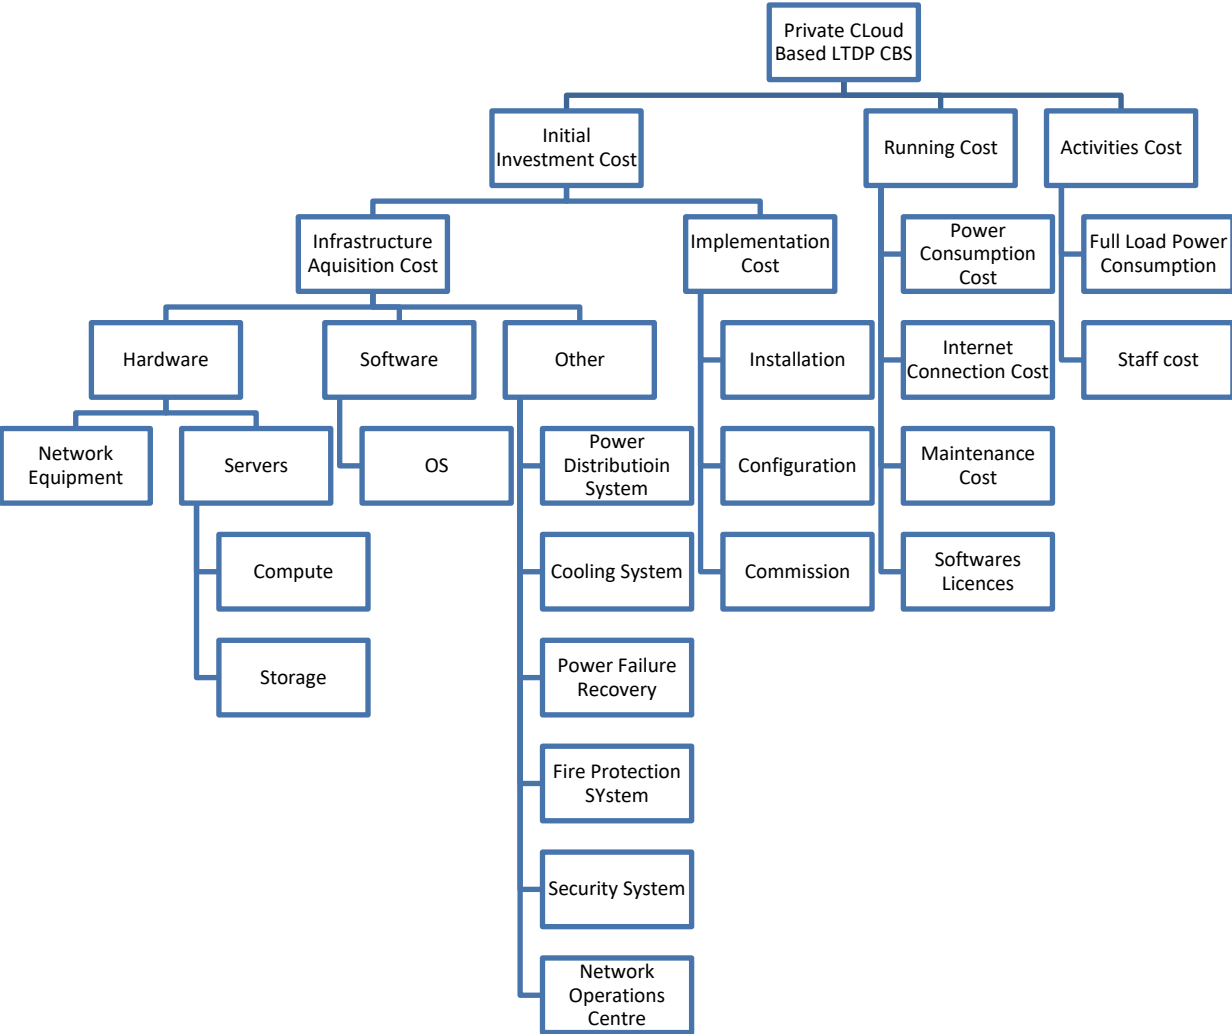 Private CLoud
Based LTDP CBS
Initial
Investment Cost
Running Cost
Activities Cost
Infrastructure
Aquisition Cost
Implementation
Cost
Power
Consumption
Cost
Full Load Power
Consumption
Hardware
Software
Other
Installation
Internet
Connection Cost
Staff cost
Network
Equipment
Servers
OS
Power
Distributioin
System
Configuration
Maintenance
Cost
Compute
Cooling System
Commission
Softwares
Licences
Storage
Power Failure
Recovery
Fire Protection
SYstem
Security System
Network
Operations
Centre